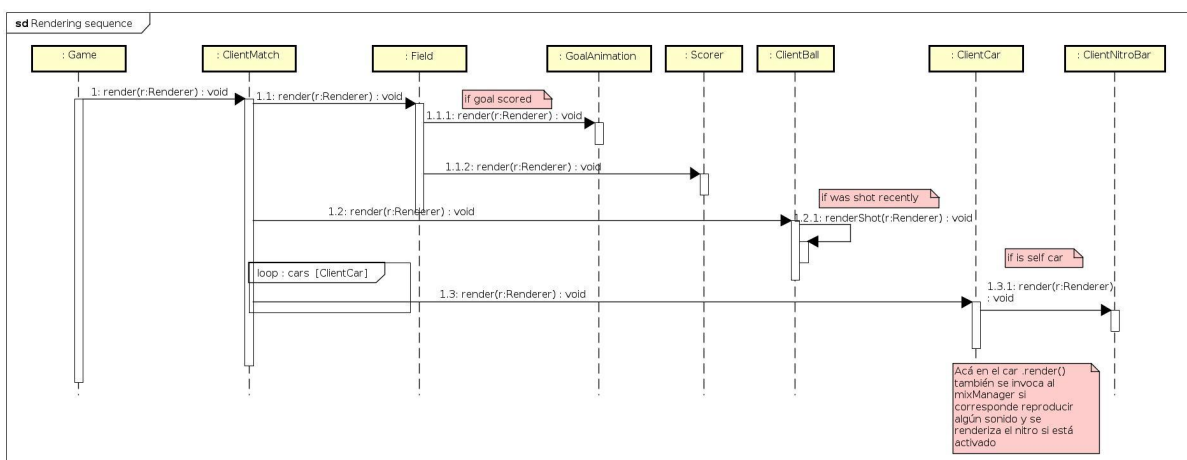 sd Rendering sequence
: Game
: ClientMatch
: Field
: GoalAnimation
: Scorer
: ClientBall
: ClientCar
: ClientNitroBar
1: render(r:Renderer) : void
1.1: render(r:Renderer) : void
if goal scored
1.1.1: render(r:Renderer) : void
1.1.2: render(r:Renderer) : void
if was shot recently
1.2: render(r:Renderer) : void
1.2.1: renderShot(r:Renderer) : void
if is self car
loop : cars [ClientCar]
1.3: render(r:Renderer) : void
1.3.1: render(r:Renderer)
: void
Acá en el car .render()
también se invoca al
mixManager si
corresponde reproducir
algún sonido y se
renderiza el nitro si está
activado